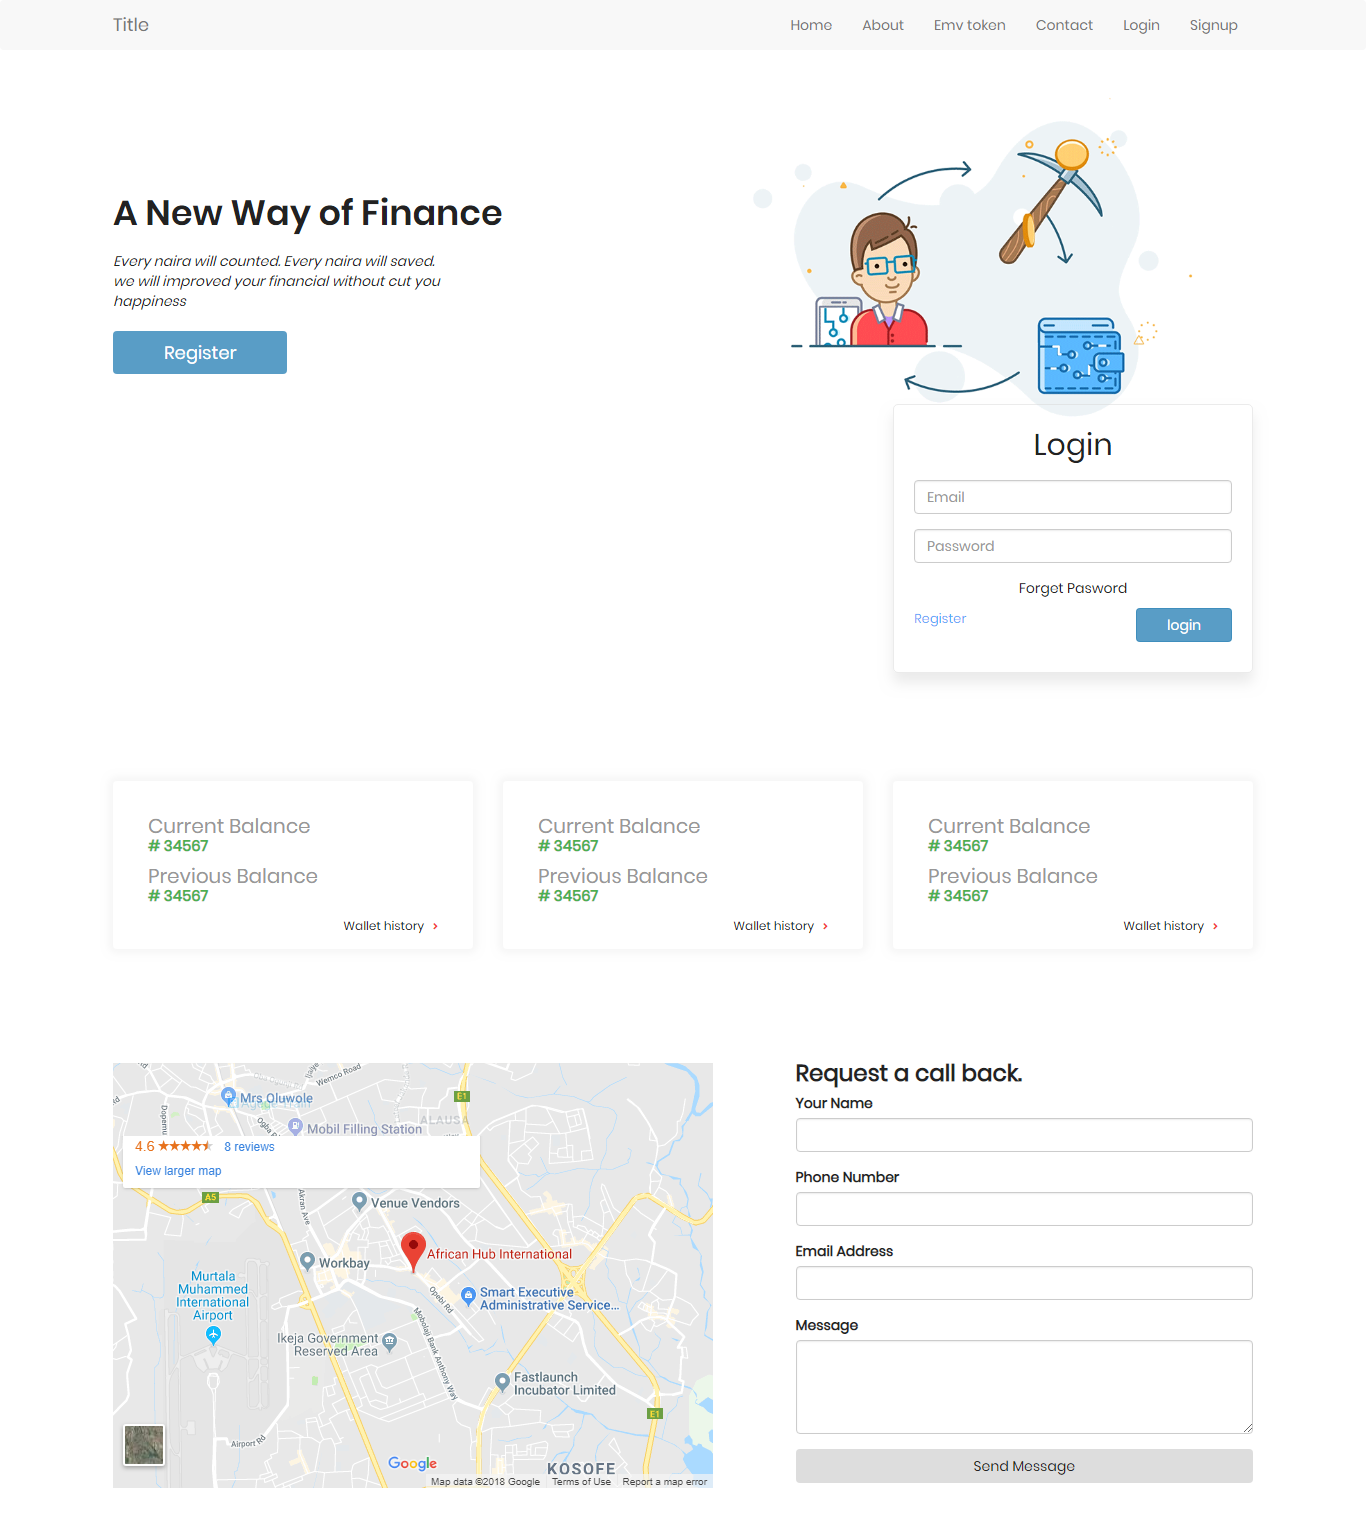 Title
Home About Emv token Contact Login Signup
A New Way of Finance
Every naira will counted. Every naira will saved.
we will improved your financial without cut you
happiness
Register
Login
Email
Password
Forget Pasword
Register
login
Current Balance
# 34567
Previous Balance
# 34567
Wallet history
Current Balance
# 34567
Previous Balance
# 34567
Wallet history
Current Balance
# 34567
Previous Balance
# 34567
Wallet history
Wemco Road
Mrs Oluwole
E1
ALAUSA
Mobil Filling Station
4.6 8 reviews
View larger map
A5
Akran Ave
Venue Vendors
African Hub International
Workbay
Murtala
Muhammed
International
Airport
Opebi Rd
Smart Executive
Administrative Service...
Mobolaji Bank Anthony Way
Ikeja Government
Reserved Area
Fastlaunch
Incubator Limited
E1
Airport Rd
Google
KOSOFE
Map data ©2018 Google Terms of Use Report a map error
Request a call back.
Your Name
Phone Number
Email Address
Message
Send Message